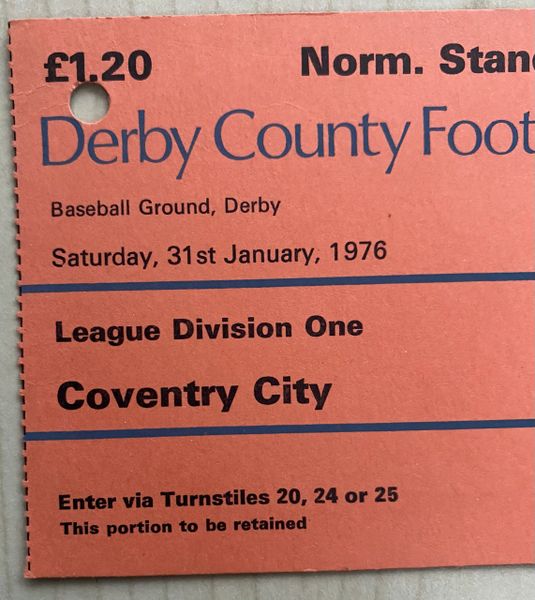 £1.20 Norm. Stan
Derby County Foot
Baseball Ground, Derby
Saturday, 31st January, 1976
League Division One
Coventry City
Enter via Turnstiles 20, 24 or 25
This portion to be retained